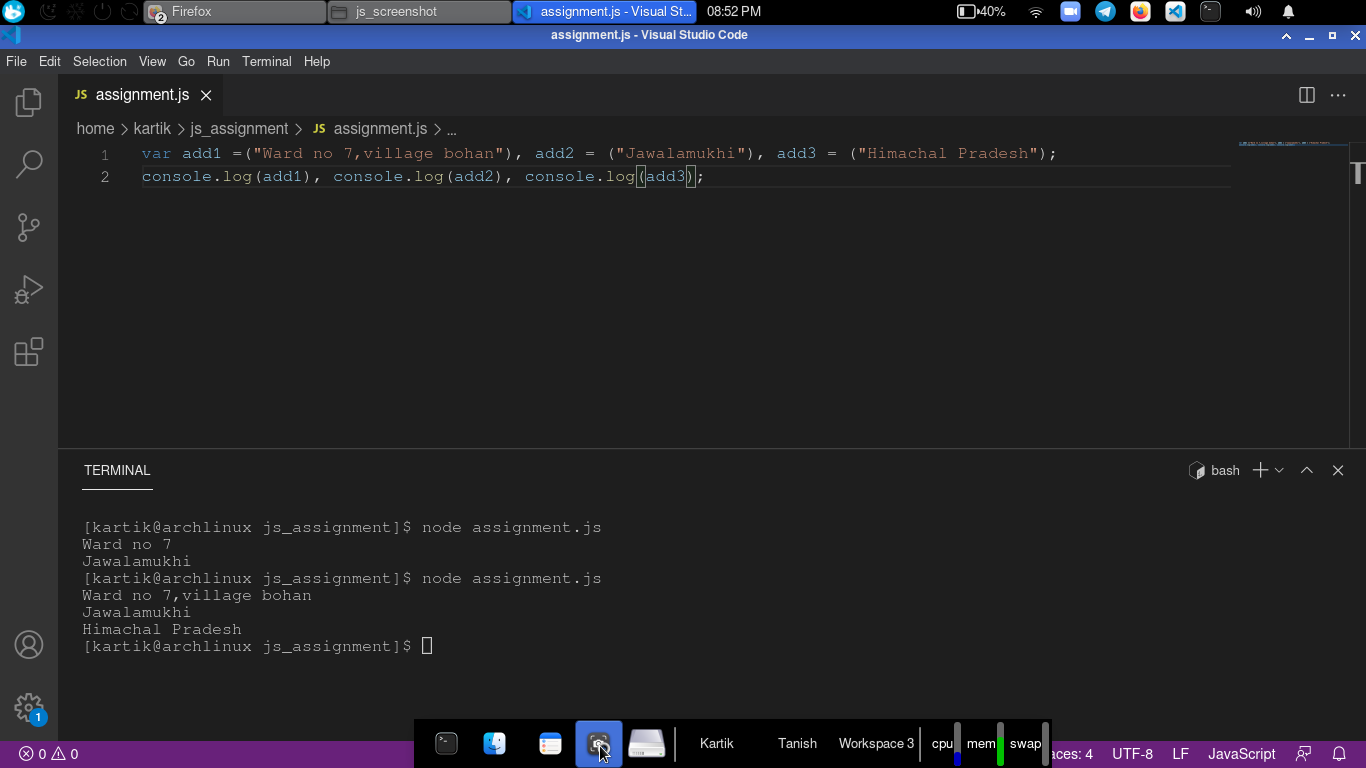 2 Firefox js_screenshot assignment.js - Visual St... 08:52 PM 40%
assignment.js - Visual Studio Code
File Edit Selection View Go Run Terminal Help
JS assignment.js
home > kartik > js_assignment > JS assignment.js > ...
1 var add1 =("Ward no 7,village bohan"), add2 = ("Jawalamukhi"), add3 = ("Himachal Pradesh");
2 console.log(add1), console.log(add2), console.log(add3);
TERMINAL bash
[kartik@archlinux js_assignment]$ node assignment.js
Ward no 7
Jawalamukhi
[kartik@archlinux js_assignment]$ node assignment.js
Ward no 7,village bohan
Jawalamukhi
Himachal Pradesh
[kartik@archlinux js_assignment]$
1
Kartik Tanish Workspace 3 cpu mem swap
0 0 aces: 4 UTF-8 LF JavaScript